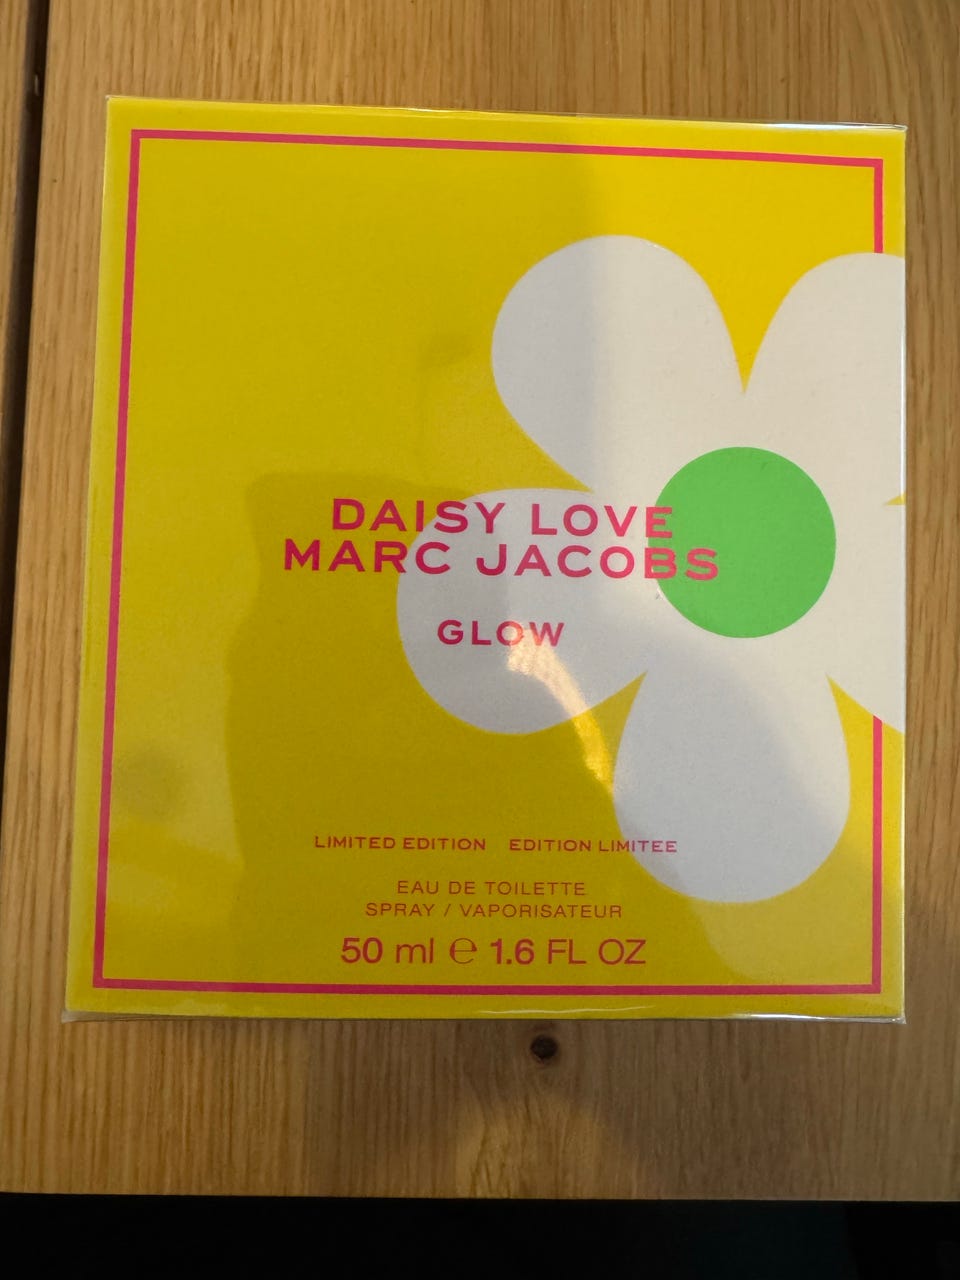 DAISY LOVE
MARC JACOBS
GLOW
LIMITED EDITION EDITION LIMITEE
EAU DE TOILETTE
SPRAY / VAPORISATEUR
50 ml ℮ 1.6 FL OZ